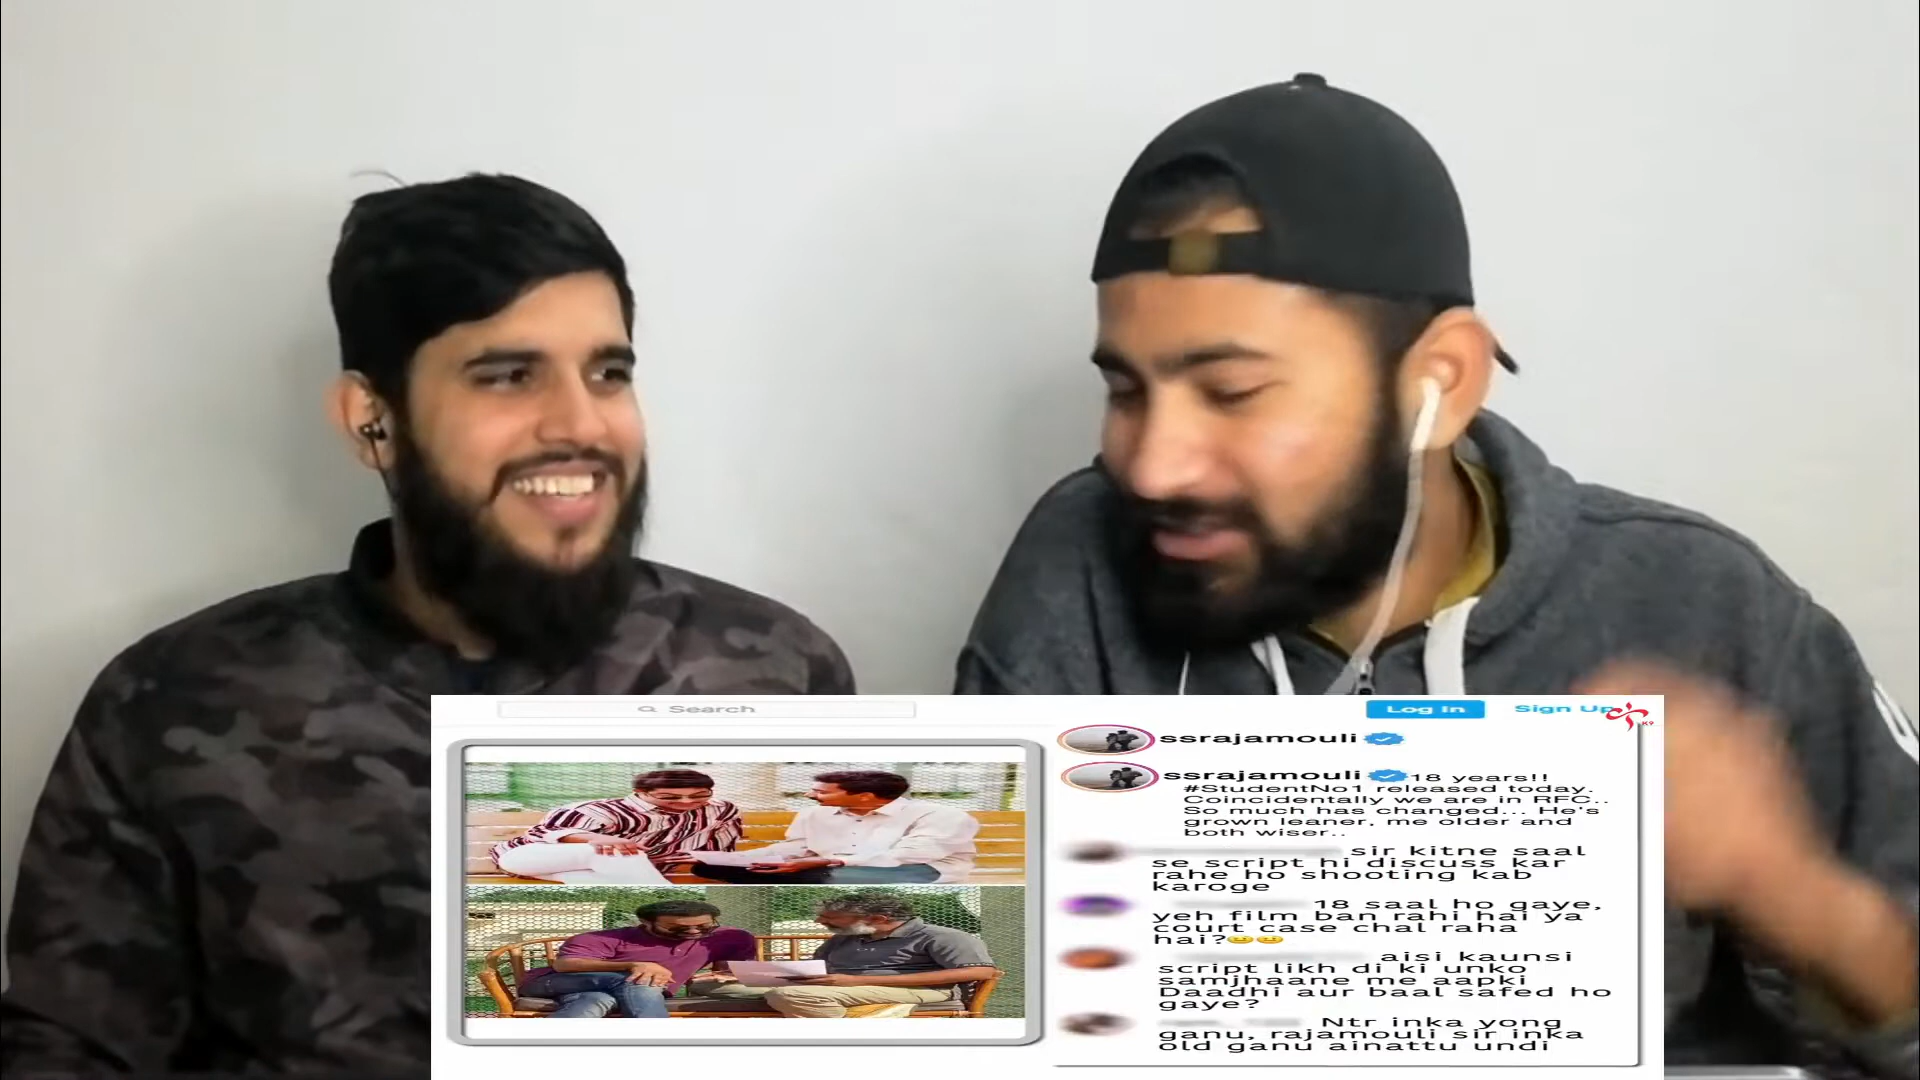 Search
Log In
Sign Up
K9
ssrajamouli
ssrajamouli 18 years!!
#StudentNo1 released today.
Coincidentally we are in RFC..
So much has changed... He's
grown leaner, me older and
both wiser..
sir kitne saal
se script hi discuss kar
rahe ho shooting kab
karoge
18 saal ho gaye,
yeh film ban rahi hai ya
court case chal raha
hai?
aisi kaunsi
script likh di ki unko
samjhaane me aapki
Daadhi aur baal safed ho
gaye?
Ntr inka yong
ganu, rajamouli sir inka
old ganu ainattu undi